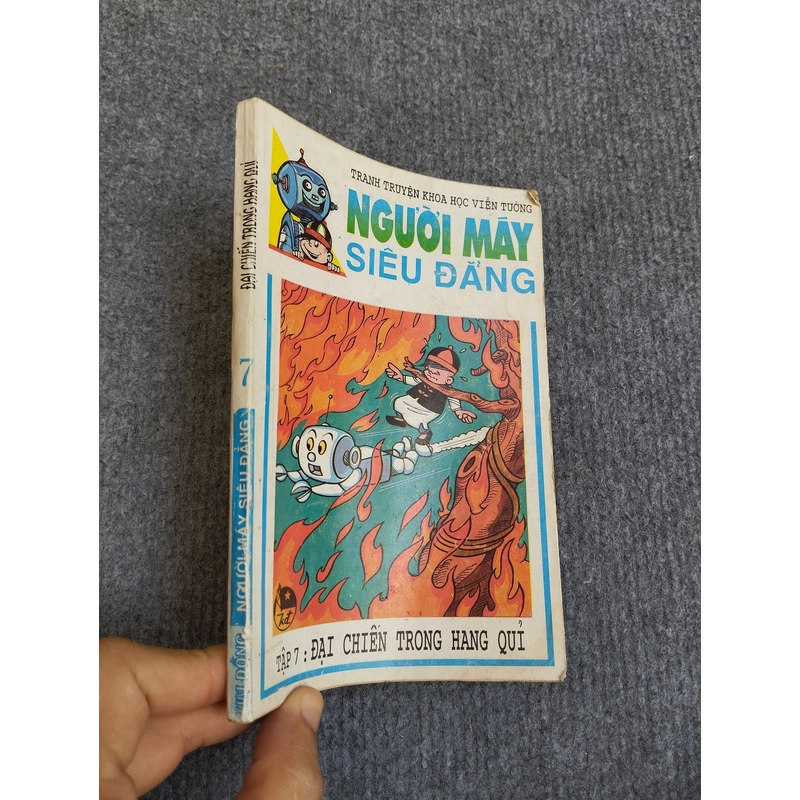 TRANH TRUYỆN KHOA HỌC VIỄN TƯỞNG
NGƯỜI MÁY
SIÊU ĐẲNG
TẬP 7 : ĐẠI CHIẾN TRONG HANG QUỈ
kđ
ĐẠI CHIẾN TRONG HANG QUỈ
7
NGƯỜI MÁY SIÊU ĐẲNG
ĐỒNG